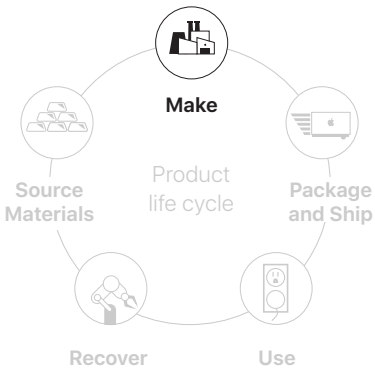 Make
Product
life cycle
Source
Materials
Package
and Ship
Recover
Use